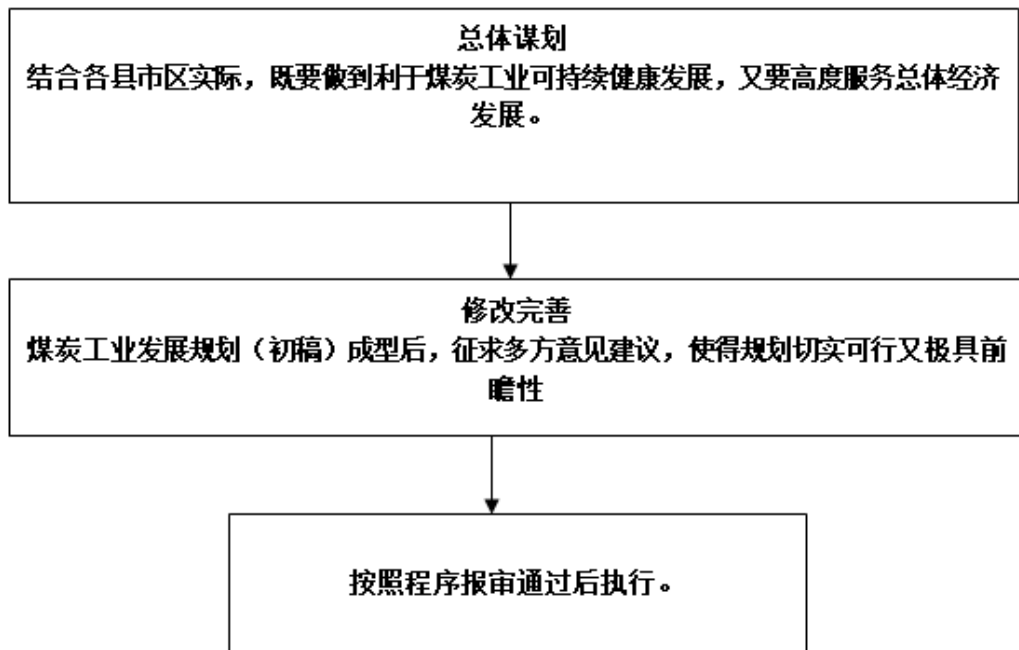 总体谋划
结合各县市区实际，既要做到利于煤炭工业可持续健康发展，又要高度服务总体经济
发展。
修改完善
煤炭工业发展规划（初稿）成型后，征求多方意见建议，使得规划切实可行又极具前
瞻性
按照程序报审通过后执行。